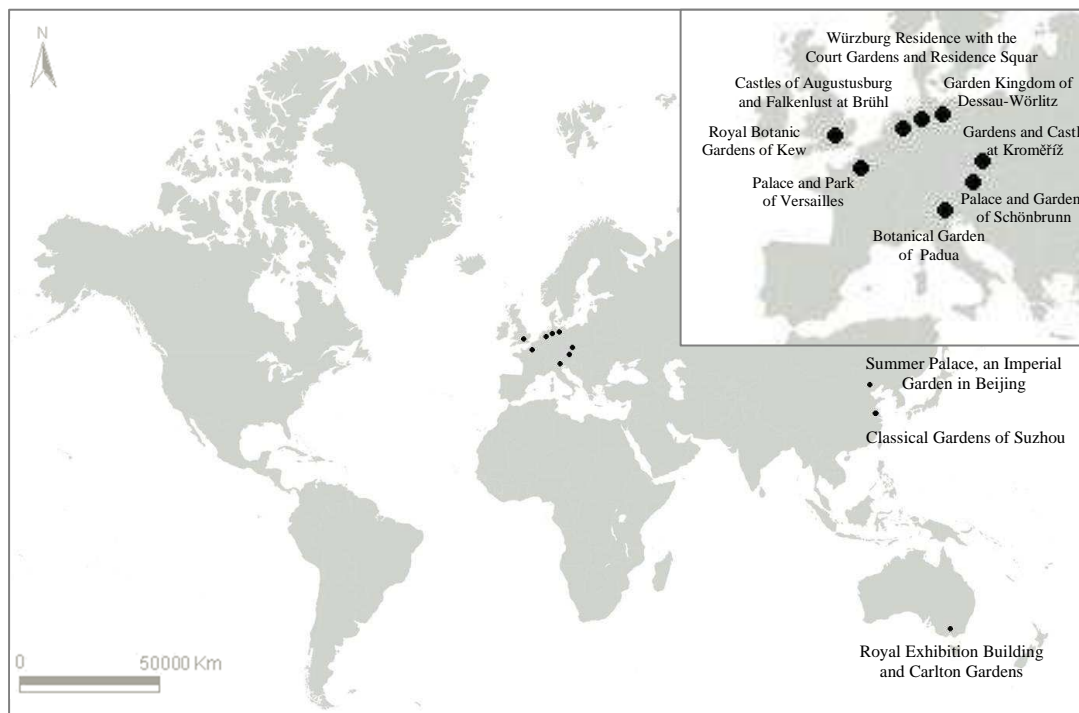 N
Würzburg Residence with the
Court Gardens and Residence Squar
Castles of Augustusburg
and Falkenlust at Brühl
Garden Kingdom of
Dessau-Wörlitz
Royal Botanic
Gardens of Kew
Gardens and Castl
at Kroměříž
Palace and Park
of Versailles
Palace and Garden
of Schönbrunn
Botanical Garden
of Padua
Summer Palace, an Imperial
Garden in Beijing
Classical Gardens of Suzhou
Royal Exhibition Building
and Carlton Gardens
0 50000 Km